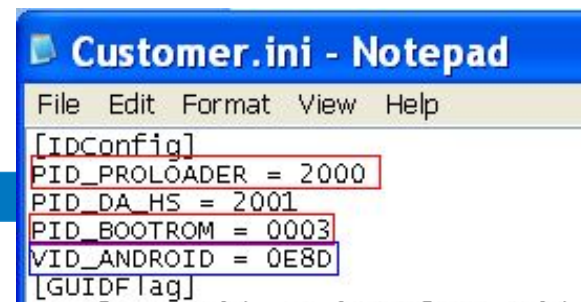 Customer.ini - Notepad
File Edit Format View Help
[IDConfig]
PID_PROLOADER = 2000
PID_DA_HS = 2001
PID_BOOTROM = 0003
VID_ANDROID = 0E8D
[GUIDFlag]